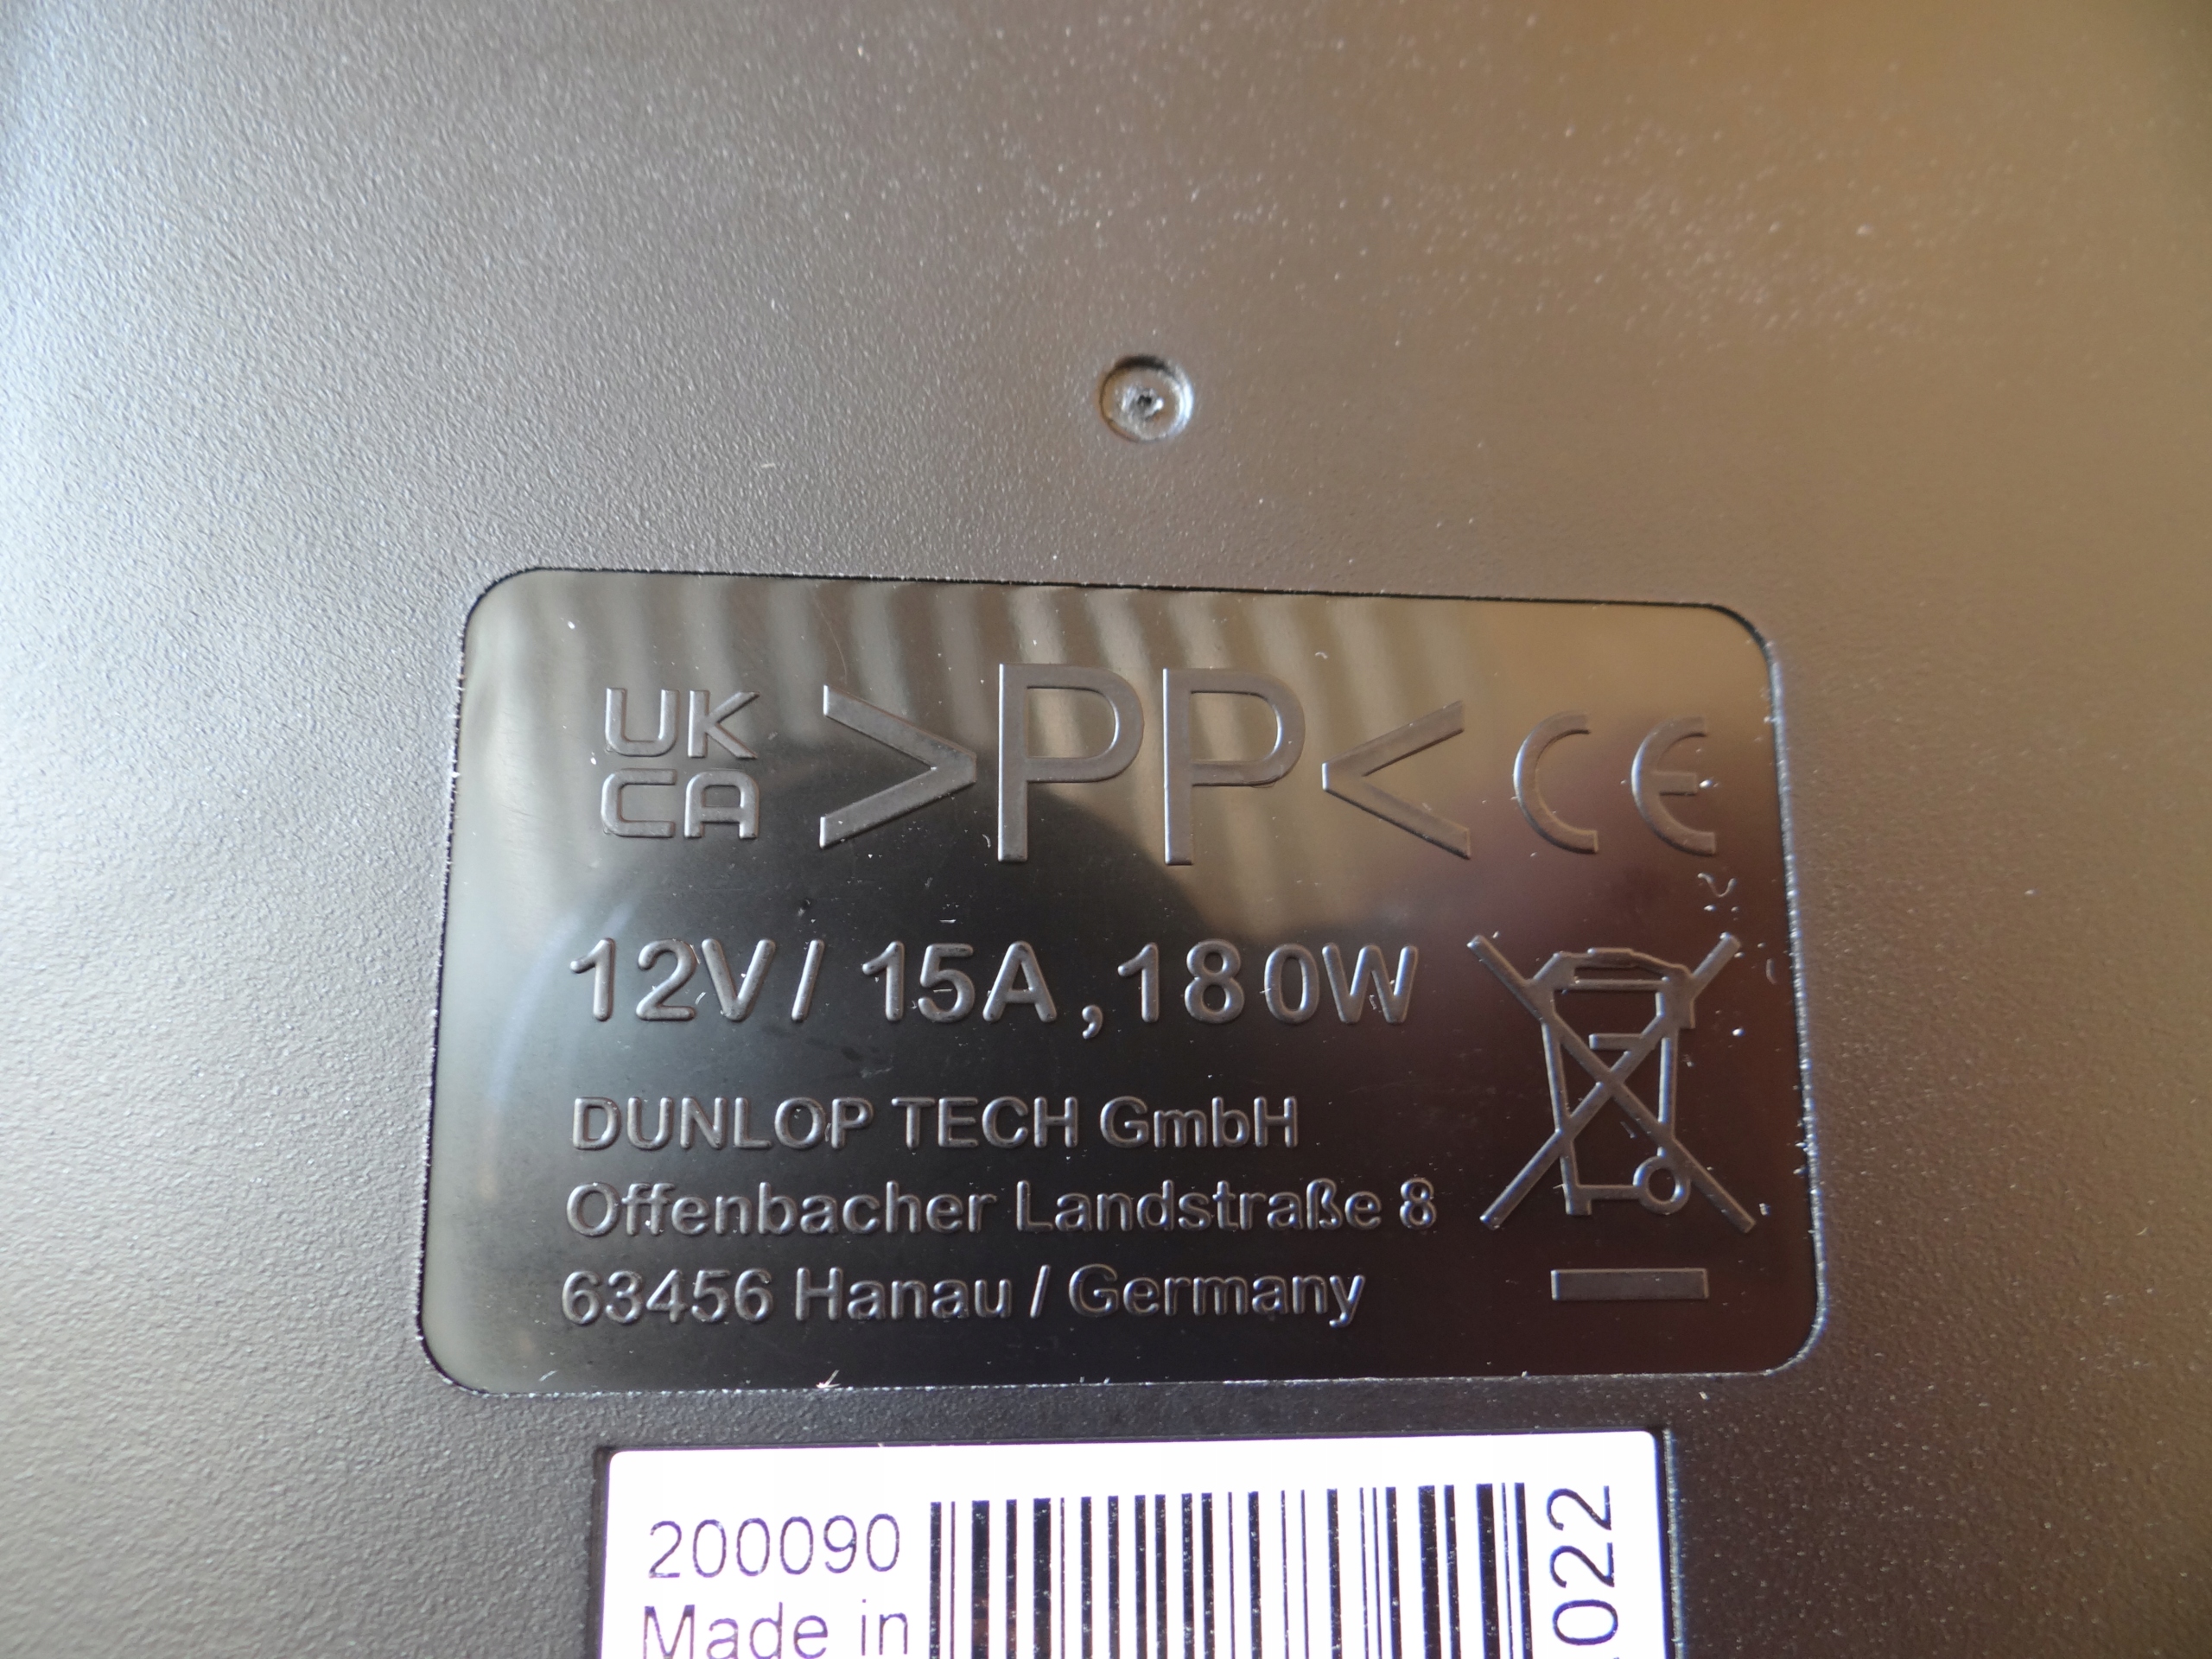 UK
CA
>PP< CE
12V/ 15A,180W
DUNLOP TECH GmbH
Offenbacher Landstraße 8
63456 Hanau / Germany
200090
Made in
022